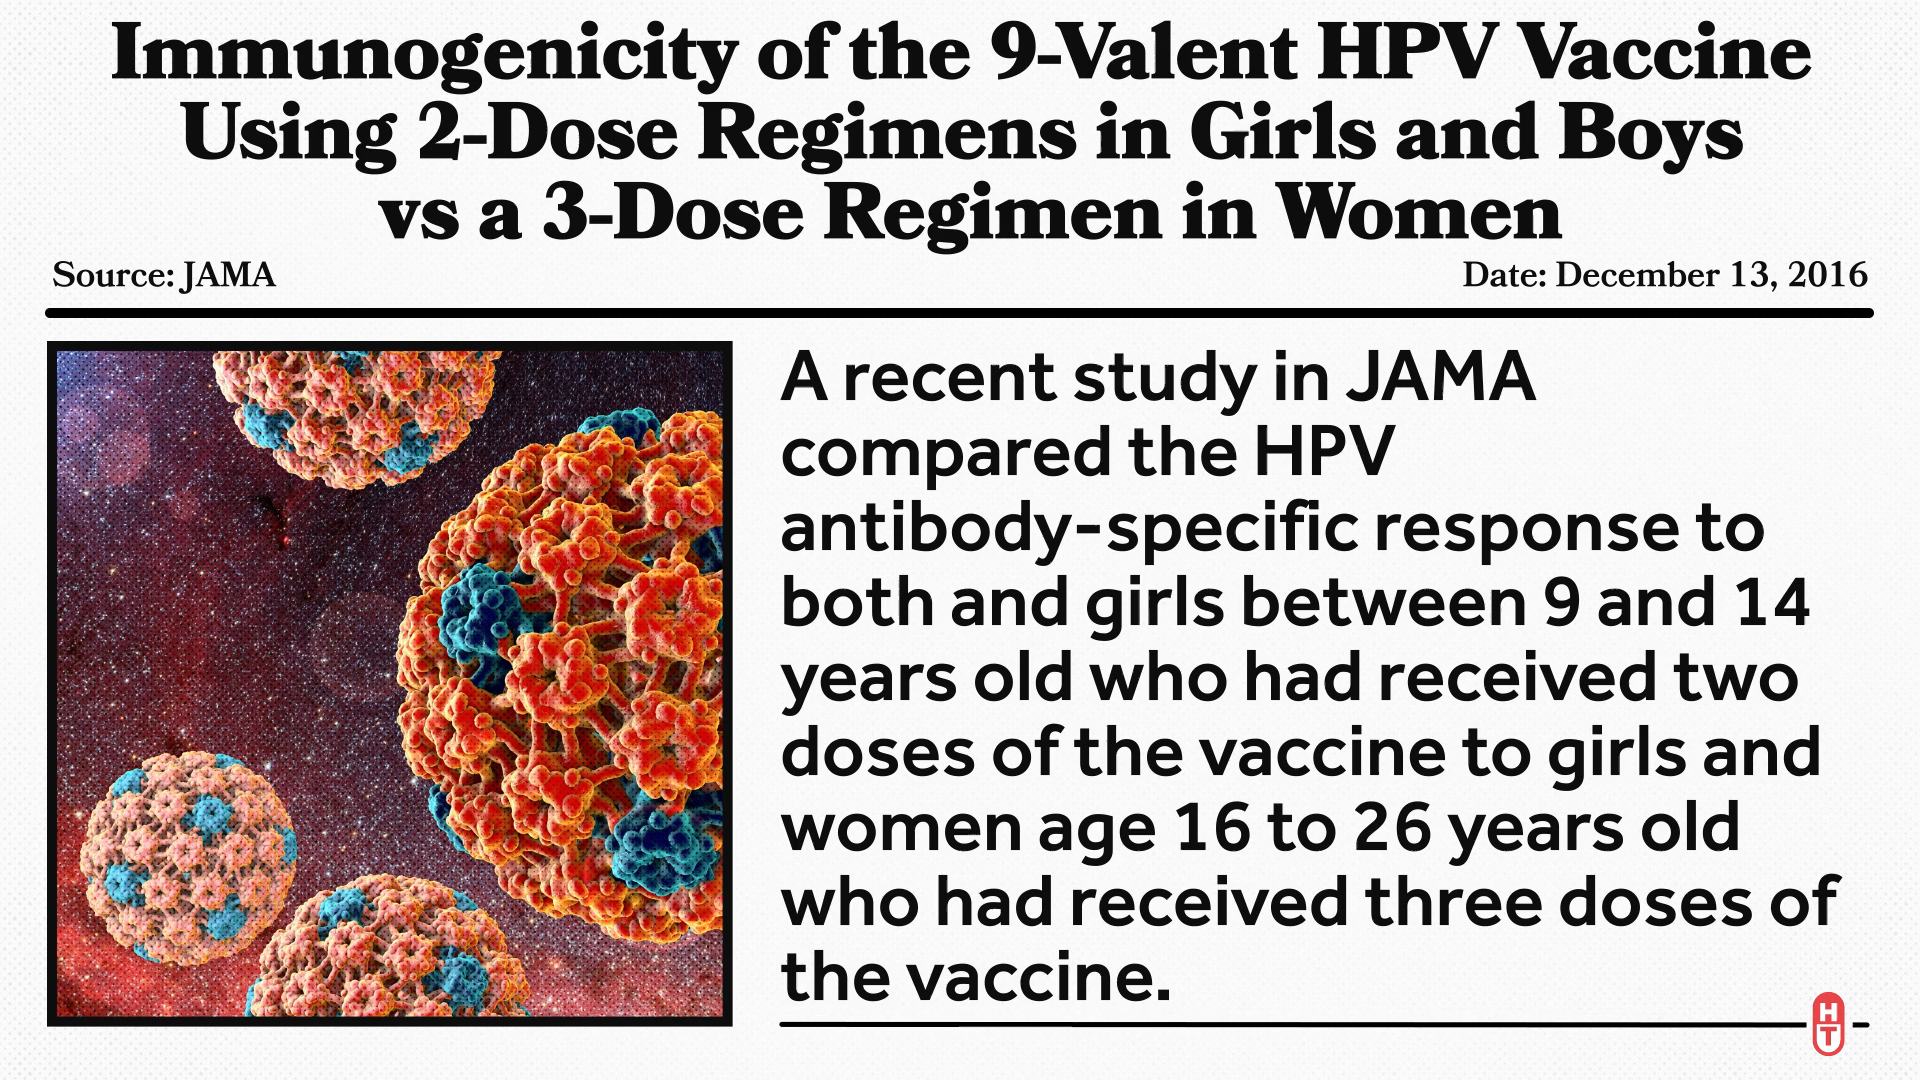 Immunogenicity of the 9-Valent HPV Vaccine
Using 2-Dose Regimens in Girls and Boys
vs a 3-Dose Regimen in Women
Source: JAMA
Date: December 13, 2016
A recent study in JAMA
compared the HPV
antibody-specific response to
both and girls between 9 and 14
years old who had received two
doses of the vaccine to girls and
women age 16 to 26 years old
who had received three doses of
the vaccine.
H
T